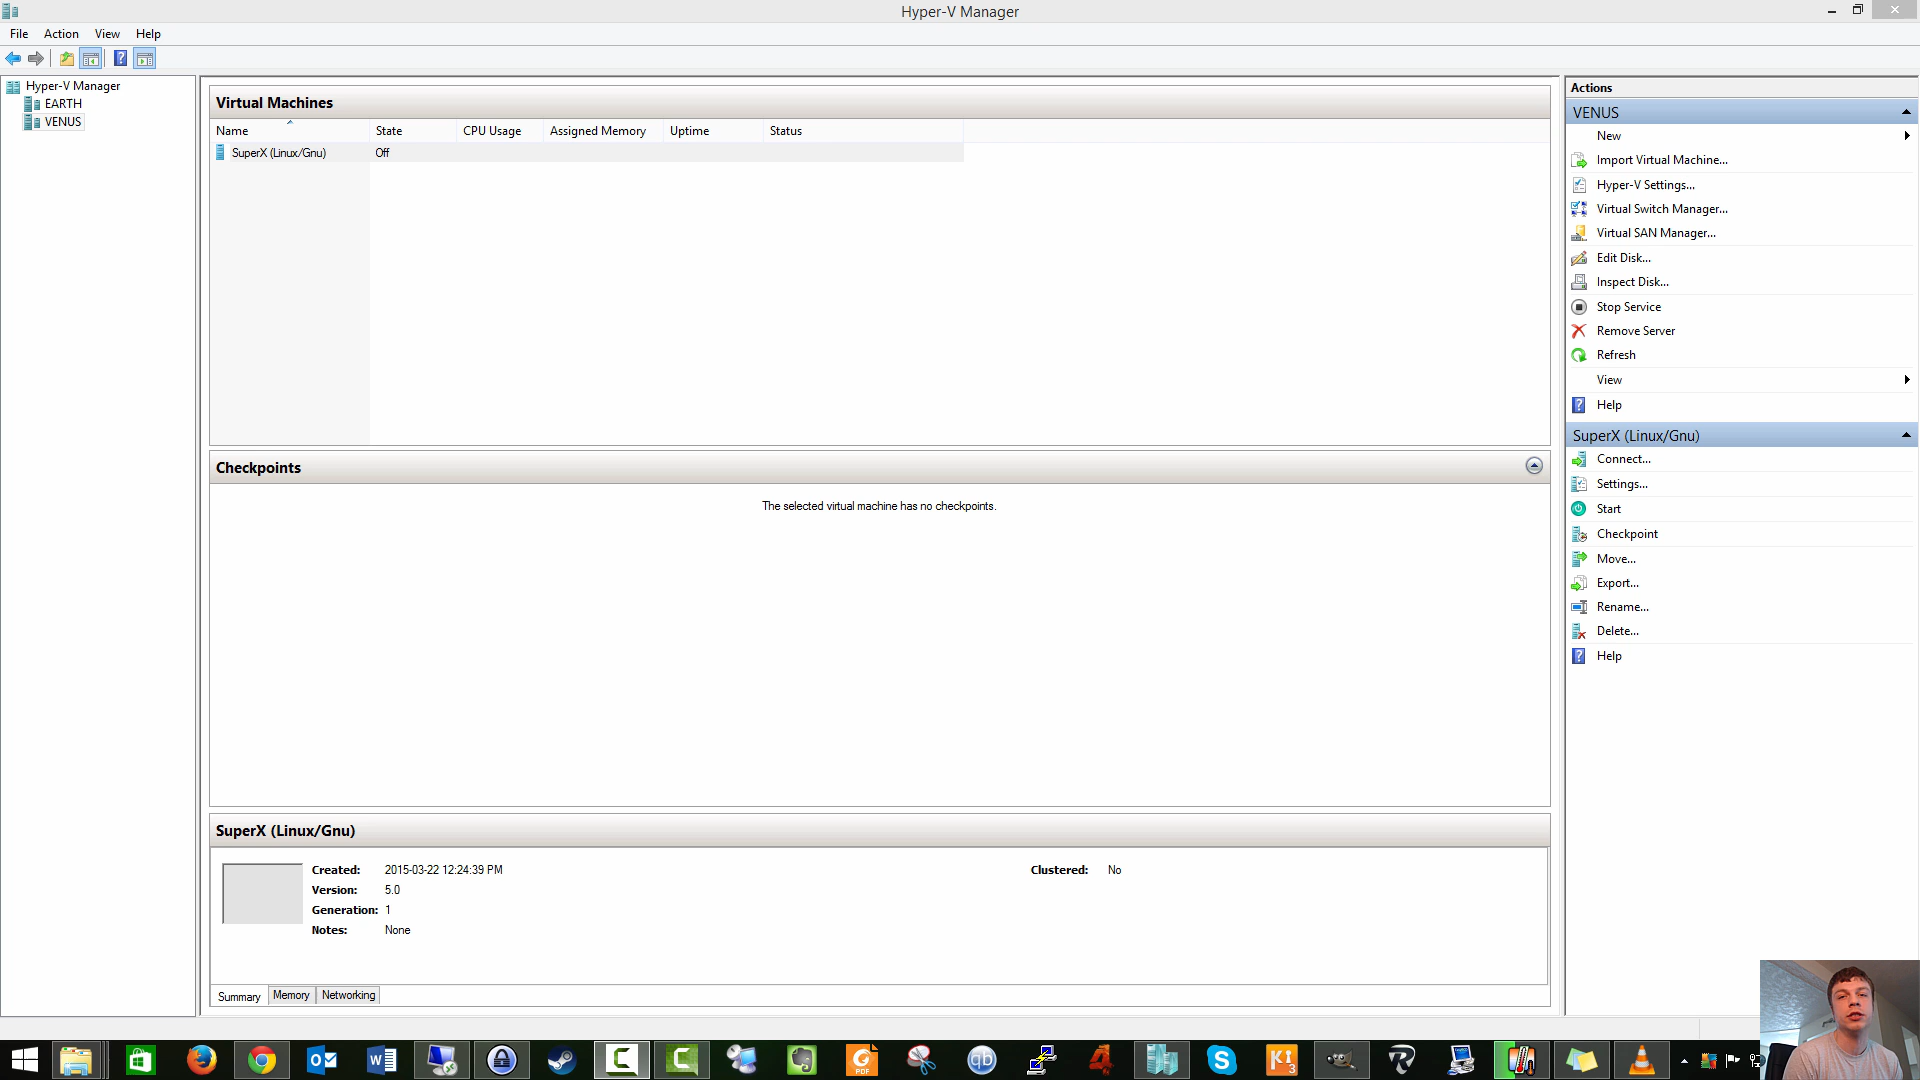 Hyper-V Manager
File Action View Help
Hyper-V Manager
EARTH
VENUS
Virtual Machines
Name State CPU Usage Assigned Memory Uptime Status
SuperX (Linux/Gnu) Off
Checkpoints
The selected virtual machine has no checkpoints.
SuperX (Linux/Gnu)
Created: 2015-03-22 12:24:39 PM
Clustered: No
Version: 5.0
Generation: 1
Notes: None
Summary Memory Networking
Actions
VENUS
New
Import Virtual Machine...
Hyper-V Settings...
Virtual Switch Manager...
Virtual SAN Manager...
Edit Disk...
Inspect Disk...
Stop Service
Remove Server
Refresh
View
Help
SuperX (Linux/Gnu)
Connect...
Settings...
Start
Checkpoint
Move...
Export...
Rename...
Delete...
Help